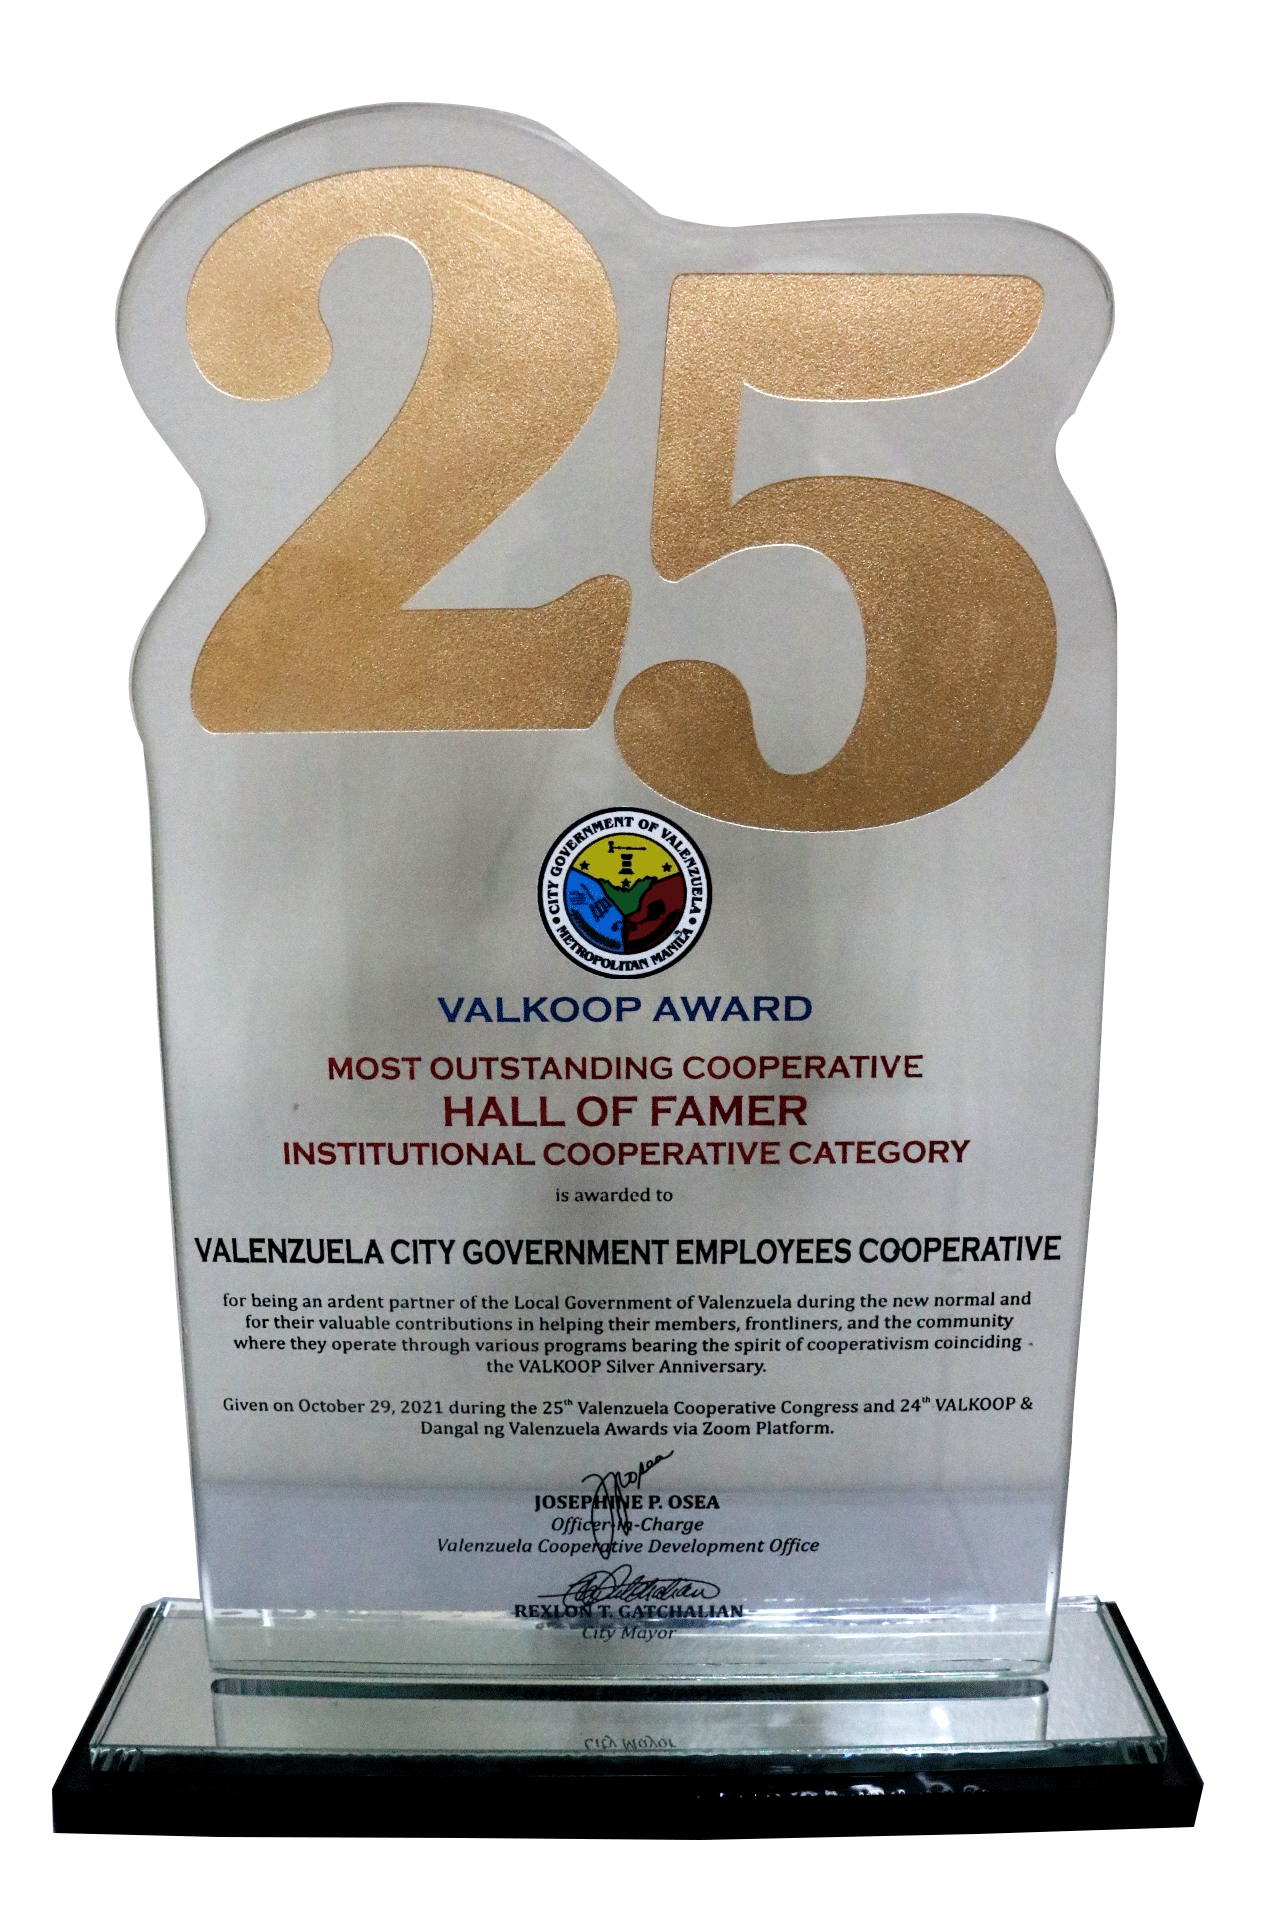 25
CITY GOVERNMENT OF VALENZUELA
METROPOLITAN MANILA
VALKOOP AWARD
MOST OUTSTANDING COOPERATIVE
HALL OF FAMER
INSTITUTIONAL COOPERATIVE CATEGORY
is awarded to
VALENZUELA CITY GOVERNMENT EMPLOYEES COOPERATIVE
for being an ardent partner of the Local Government of Valenzuela during the new normal and
for their valuable contributions in helping their members, frontliners, and the community
where they operate through various programs bearing the spirit of cooperativism coinciding
the VALKOOP Silver Anniversary.
Given on October 29, 2021 during the 25th Valenzuela Cooperative Congress and 24th VALKOOP &
Dangal ng Valenzuela Awards via Zoom Platform.
JOSEPHINE P. OSEA
Officer-in-Charge
Valenzuela Cooperative Development Office
REXLON T. GATCHALIAN
City Mayor